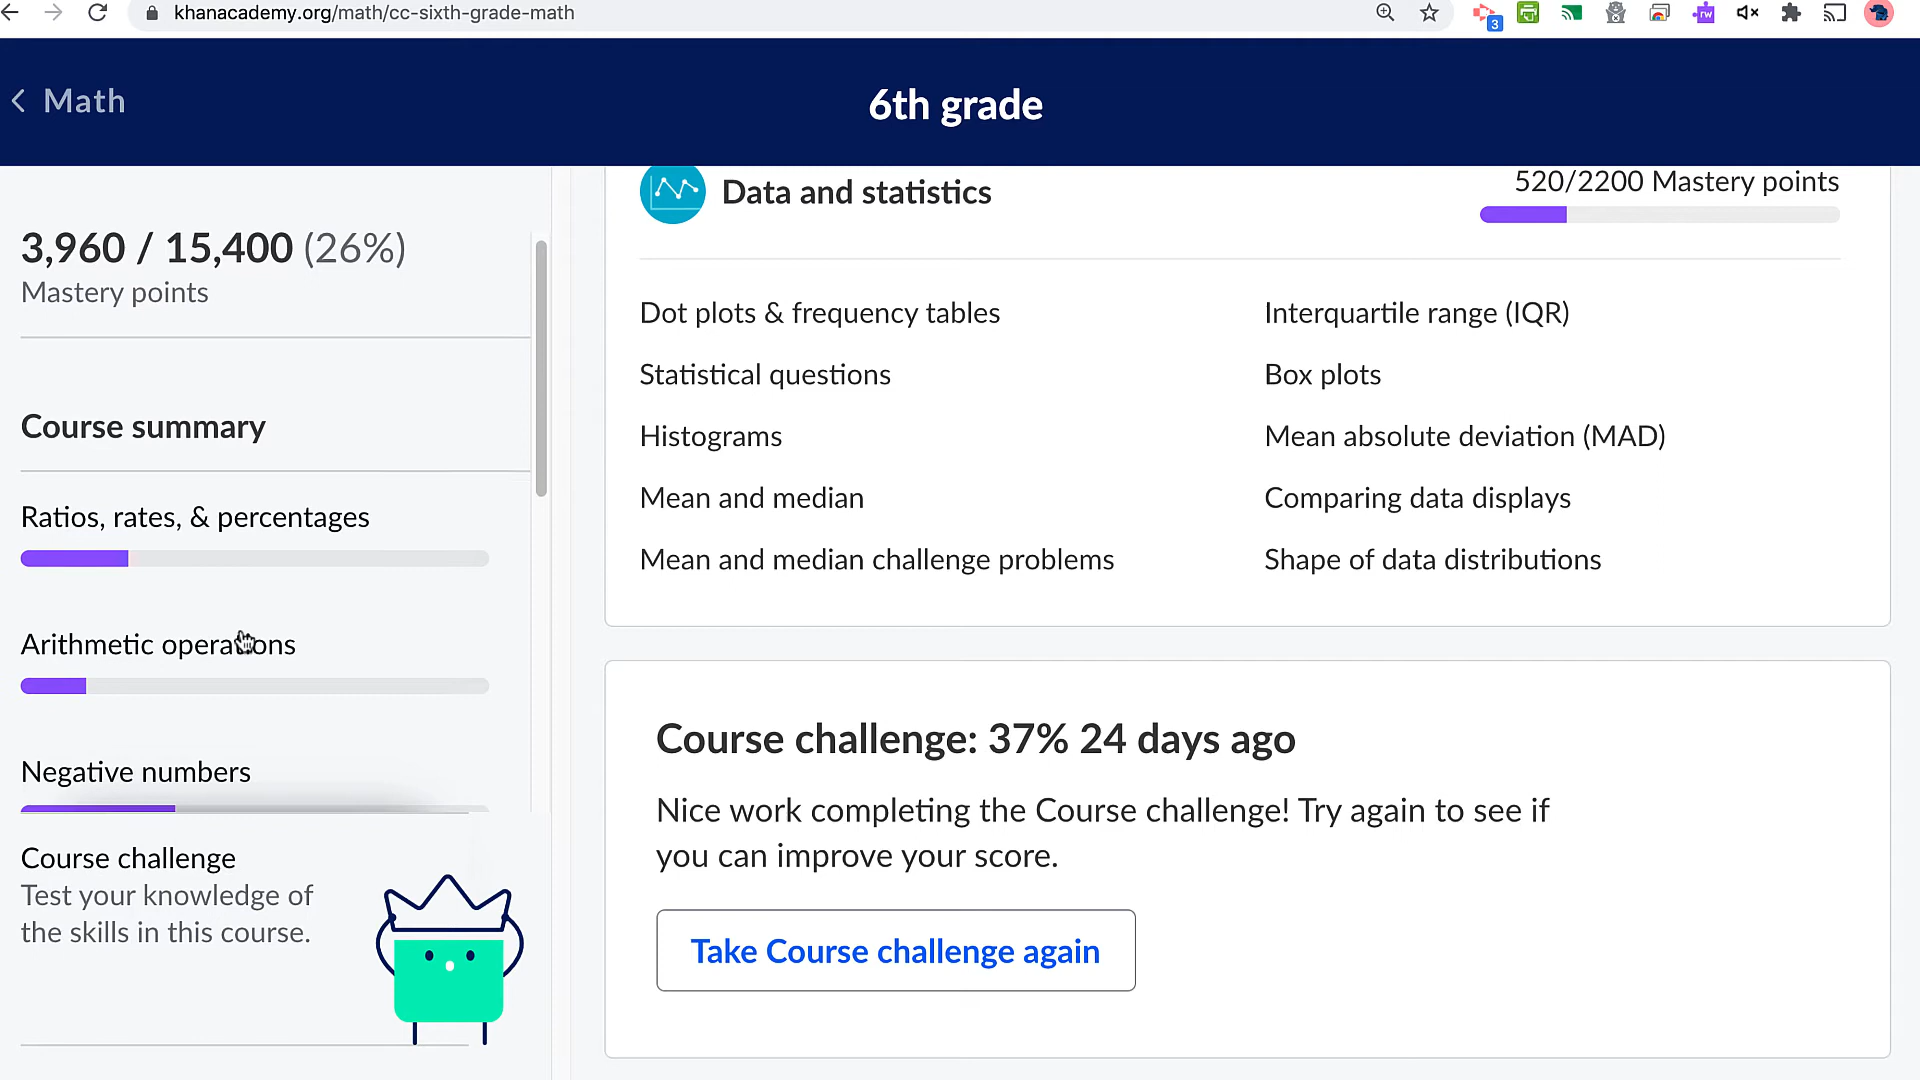 khanacademy.org/math/cc-sixth-grade-math
3
rw
Math
6th grade
3,960 / 15,400 (26%)
Mastery points
Course summary
Ratios, rates, & percentages
Arithmetic operations
Negative numbers
Course challenge
Test your knowledge of
the skills in this course.
Data and statistics
520/2200 Mastery points
Dot plots & frequency tables
Interquartile range (IQR)
Statistical questions
Box plots
Histograms
Mean absolute deviation (MAD)
Mean and median
Comparing data displays
Mean and median challenge problems
Shape of data distributions
Course challenge: 37% 24 days ago
Nice work completing the Course challenge! Try again to see if
you can improve your score.
Take Course challenge again